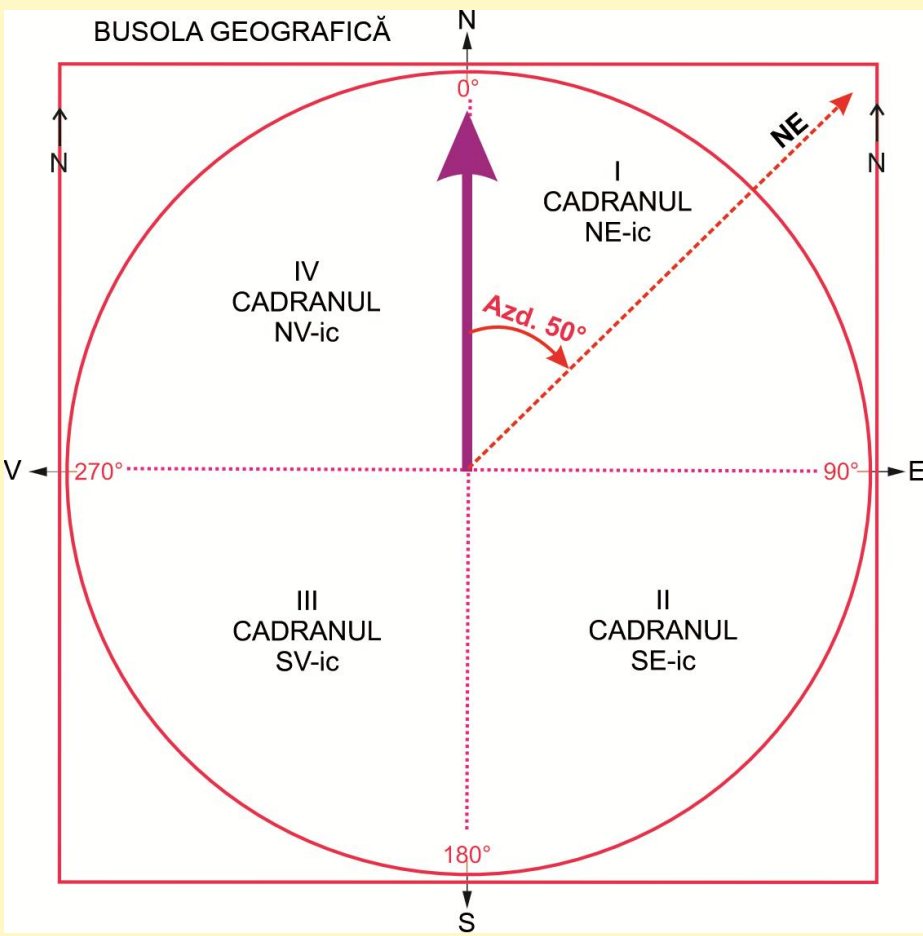 BUSOLA GEOGRAFICĂ
N
0°
N
N
NE
I
CADRANUL
NE-ic
IV
CADRANUL
NV-ic
Azd. 50°
V
270°
90°
E
III
CADRANUL
SV-ic
II
CADRANUL
SE-ic
180°
S